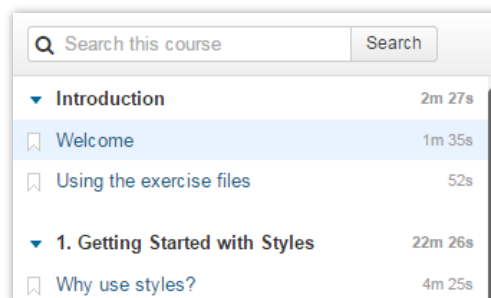 Search this course Search
Introduction 2m 27s
Welcome 1m 35s
Using the exercise files 52s
1. Getting Started with Styles 22m 26s
Why use styles? 4m 25s